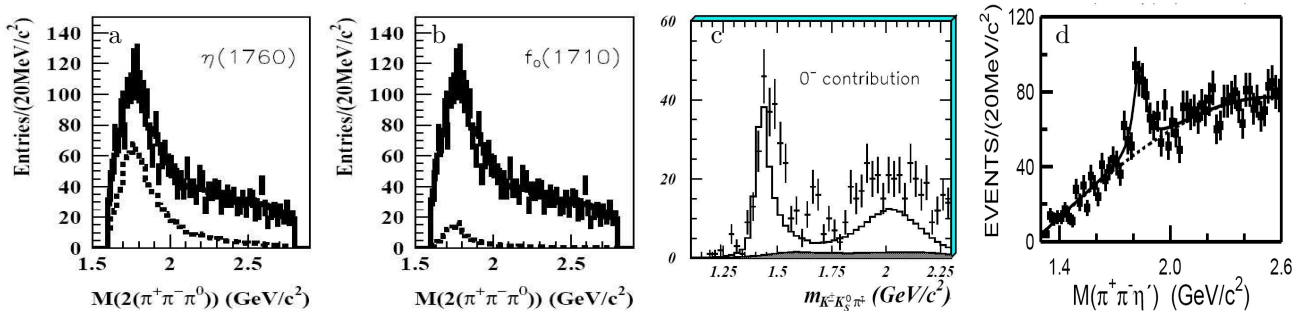 a
η(1760)
Entries/(20MeV/c²)
140
120
100
80
60
40
20
0
1.5 2 2.5
M(2(π⁺π⁻π⁰)) (GeV/c²)
b
f₀(1710)
Entries/(20MeV/c²)
140
120
100
80
60
40
20
0
1.5 2 2.5
M(2(π⁺π⁻π⁰)) (GeV/c²)
c
0⁻ contribution
60
40
20
0
1.25 1.5 1.75 2 2.25
m_K±K⁰_Sπ∓ (GeV/c²)
d
EVENTS/(20MeV/c²)
120
80
40
0
1.4 2.0 2.6
M(π⁺π⁻η′) (GeV/c²)